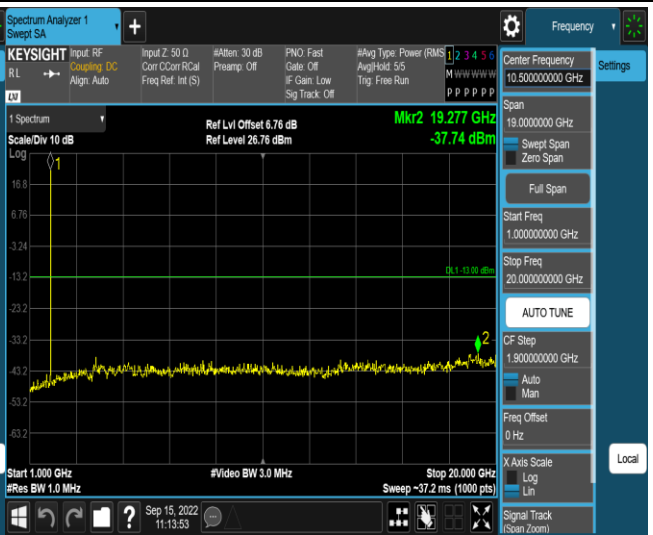 Spectrum Analyzer 1
Swept SA
+
Frequency
KEYSIGHT
RL
LXI
Input: RF
Coupling: DC
Align: Auto
Input Z: 50 Ω
Corr CCorr RCal
Freq Ref: Int (S)
#Atten: 30 dB
Preamp: Off
PNO: Fast
Gate: Off
IF Gain: Low
Sig Track: Off
#Avg Type: Power (RMS
Avg|Hold: 5/5
Trig: Free Run
1 2 3 4 5 6
M W W W W W
P P P P P P
Center Frequency
10.500000000 GHz
Settings
1 Spectrum
Scale/Div 10 dB
Ref Lvl Offset 6.76 dB
Ref Level 26.76 dBm
Mkr2 19.277 GHz
-37.74 dBm
Span
19.0000000 GHz
Swept Span
Zero Span
Full Span
Start Freq
1.000000000 GHz
Stop Freq
20.000000000 GHz
AUTO TUNE
CF Step
1.900000000 GHz
Auto
Man
Freq Offset
0 Hz
X Axis Scale
Log
Lin
Signal Track
(Span Zoom)
Local
Log
1
16.8
6.76
-3.24
-13.2
DL1 -13.00 dBm
-23.2
-33.2
2
-43.2
-53.2
-63.2
Start 1.000 GHz
#Video BW 3.0 MHz
Stop 20.000 GHz
#Res BW 1.0 MHz
Sweep ~37.2 ms (1000 pts)
?
Sep 15, 2022
11:13:53